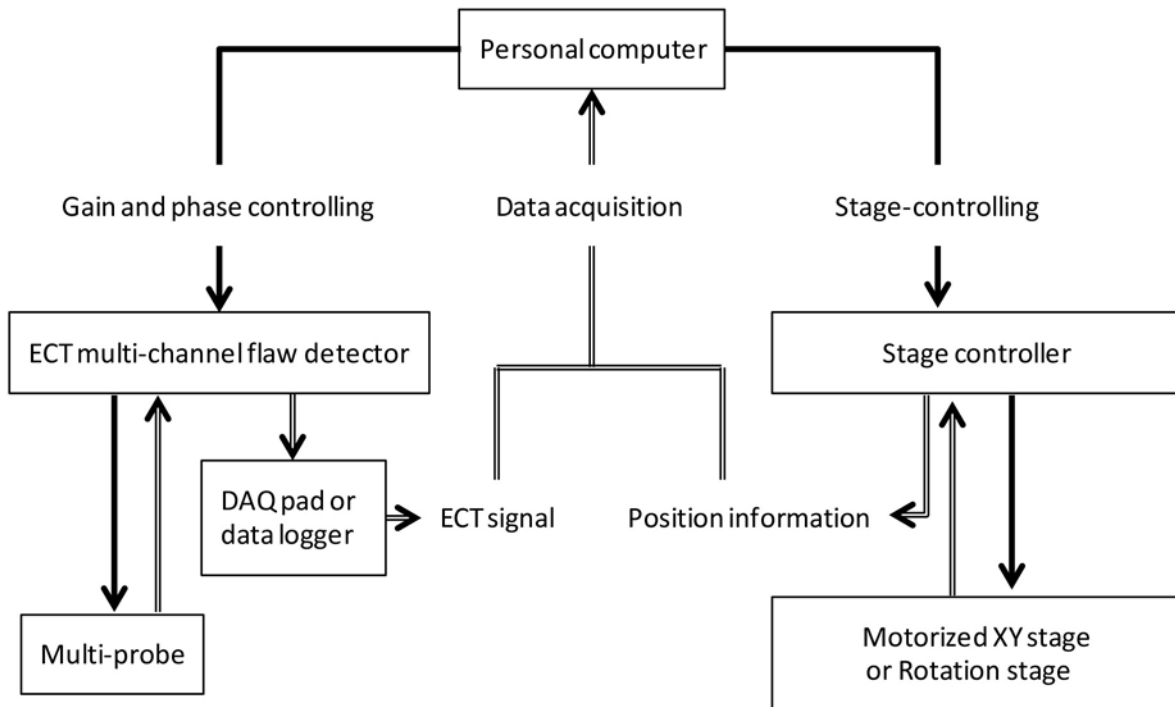 Personal computer
Gain and phase controlling
Data acquisition
Stage-controlling
ECT multi-channel flaw detector
Stage controller
DAQ pad or
data logger
ECT signal
Position information
Multi-probe
Motorized XY stage
or Rotation stage